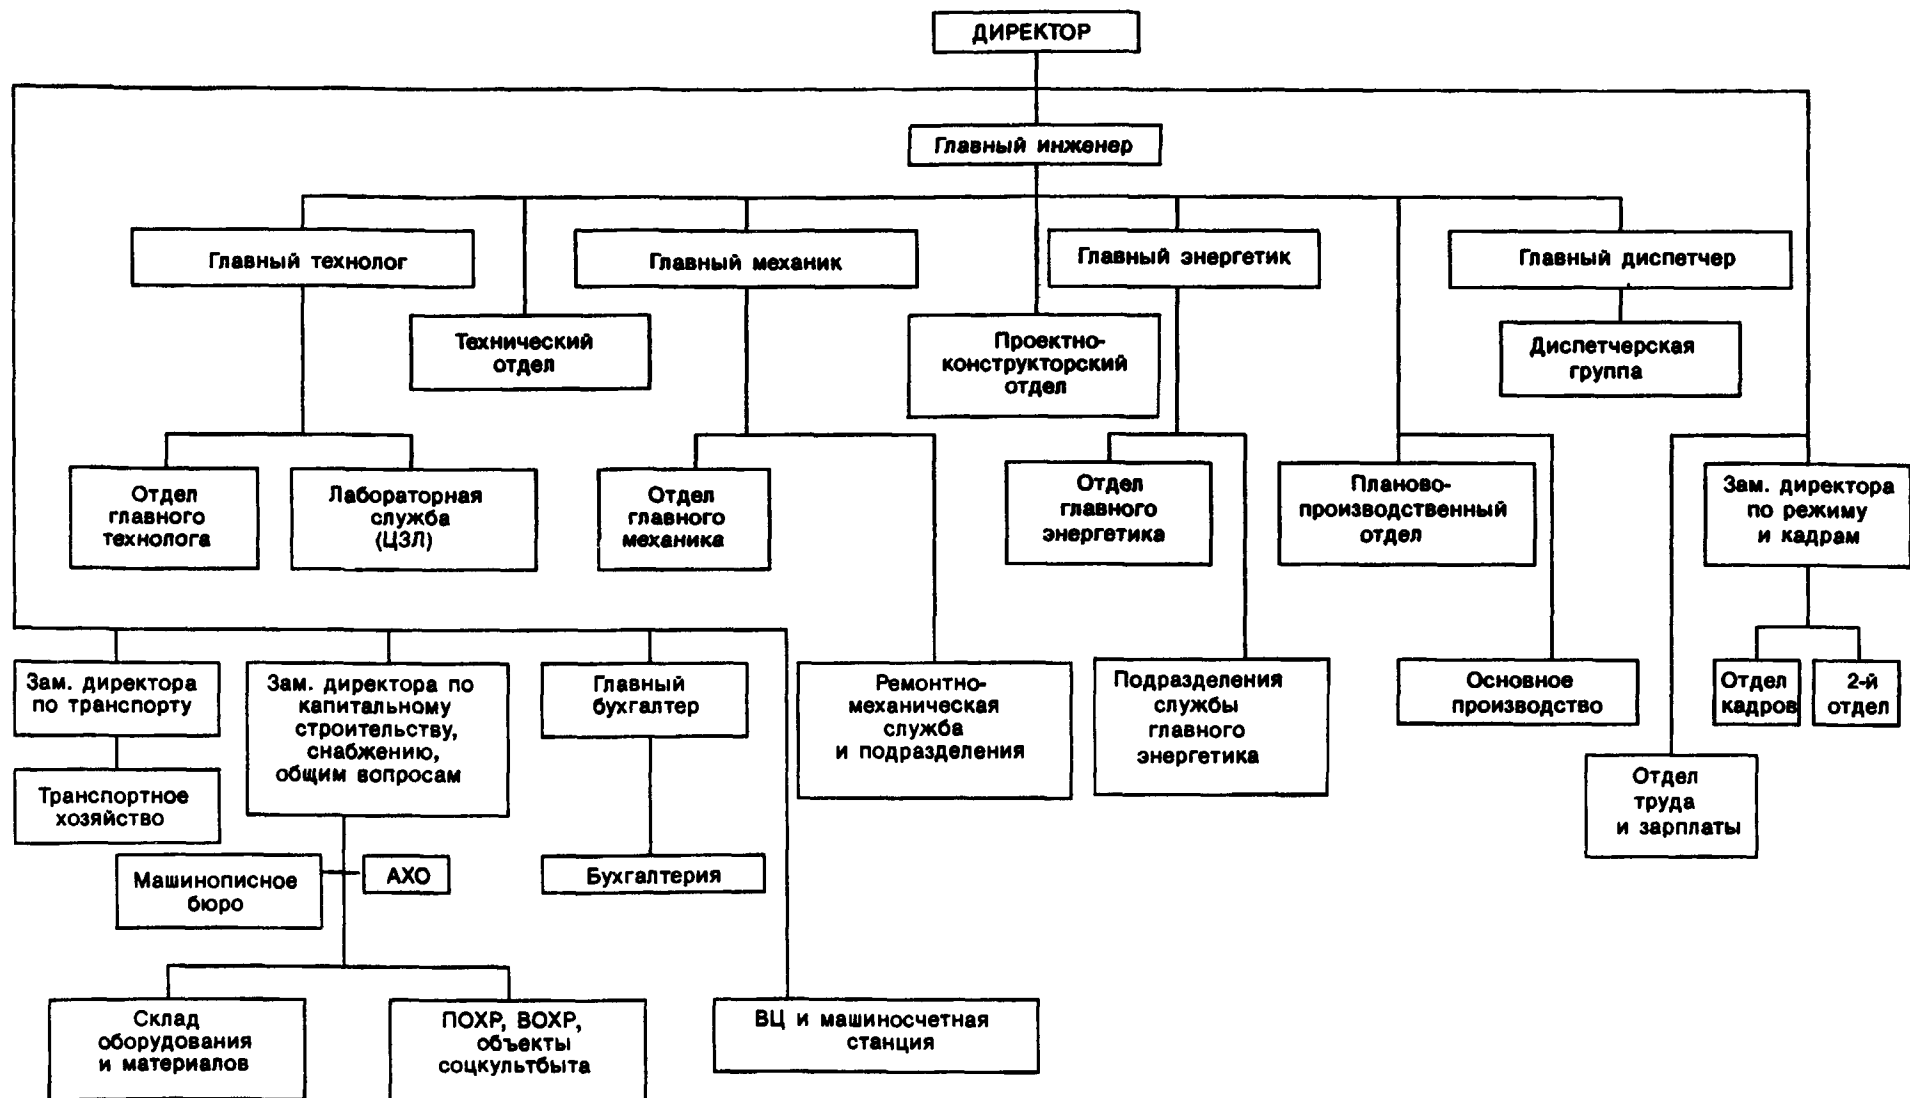 ДИРЕКТОР
Главный инженер
Главный технолог
Главный механик
Главный энергетик
Главный диспетчер
Технический
отдел
Проектно-
конструкторский
отдел
Диспетчерская
группа
Отдел
главного
технолога
Лабораторная
служба
(ЦЗЛ)
Отдел
главного
механика
Отдел
главного
энергетика
Планово-
производственный
отдел
Зам. директора
по режиму
и кадрам
Зам. директора
по транспорту
Зам. директора по
капитальному
строительству,
снабжению,
общим вопросам
Главный
бухгалтер
Ремонтно-
механическая
служба
и подразделения
Подразделения
службы
главного
энергетика
Основное
производство
Отдел
кадров
2-й
отдел
Транспортное
хозяйство
Отдел
труда
и зарплаты
Машинописное
бюро
АХО
Бухгалтерия
Склад
оборудования
и материалов
ПОХР, ВОХР,
объекты
соцкультбыта
ВЦ и машиносчетная
станция